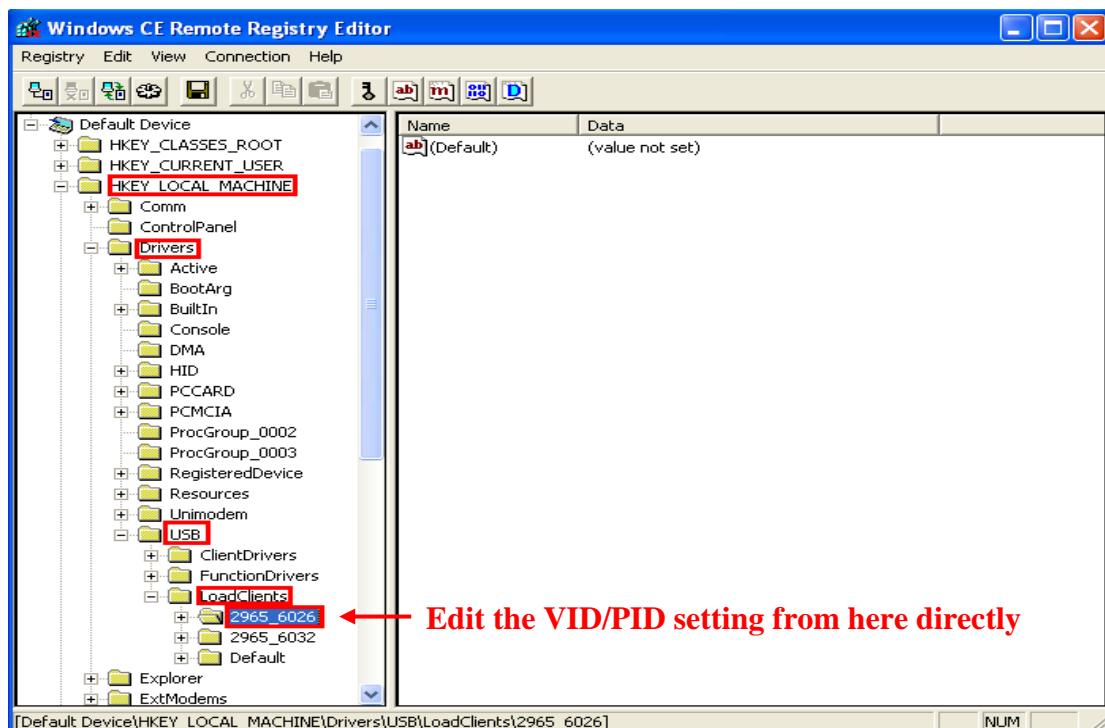 Windows CE Remote Registry Editor
Registry Edit View Connection Help
Default Device
HKEY_CLASSES_ROOT
HKEY_CURRENT_USER
HKEY_LOCAL_MACHINE
Comm
ControlPanel
Drivers
Active
BootArg
BuiltIn
Console
DMA
HID
PCCARD
PCMCIA
ProcGroup_0002
ProcGroup_0003
RegisteredDevice
Resources
Unimodem
USB
ClientDrivers
FunctionDrivers
LoadClients
2965_6026
2965_6032
Default
Explorer
ExtModems
Name Data
ab (Default) (value not set)
Edit the VID/PID setting from here directly
[Default Device\HKEY_LOCAL_MACHINE\Drivers\USB\LoadClients\2965_6026] NUM